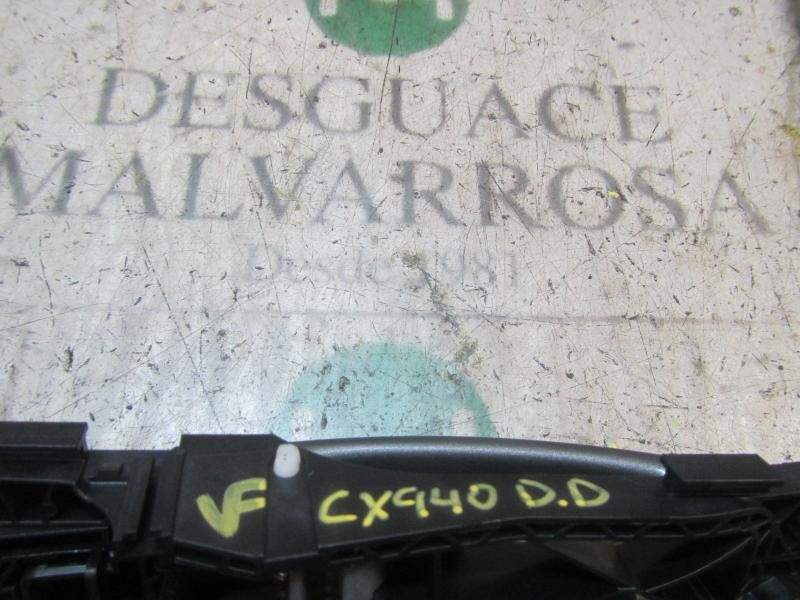 DESGUACE
MALVARROSA
Desde 1981
VF CX940 D.D